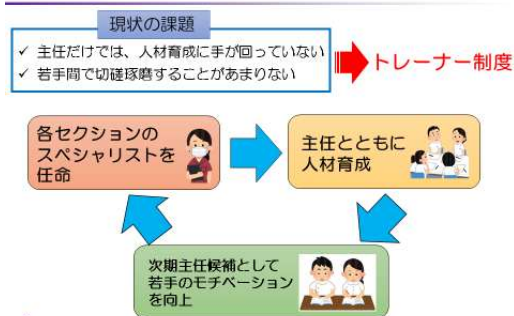 現状の課題
✓ 主任だけでは、人材育成に手が回っていない
✓ 若手間で切磋琢磨することがあまりない
トレーナー制度
各セクションの
スペシャリストを
任命
主任とともに
人材育成
次期主任候補として
若手のモチベーション
を向上